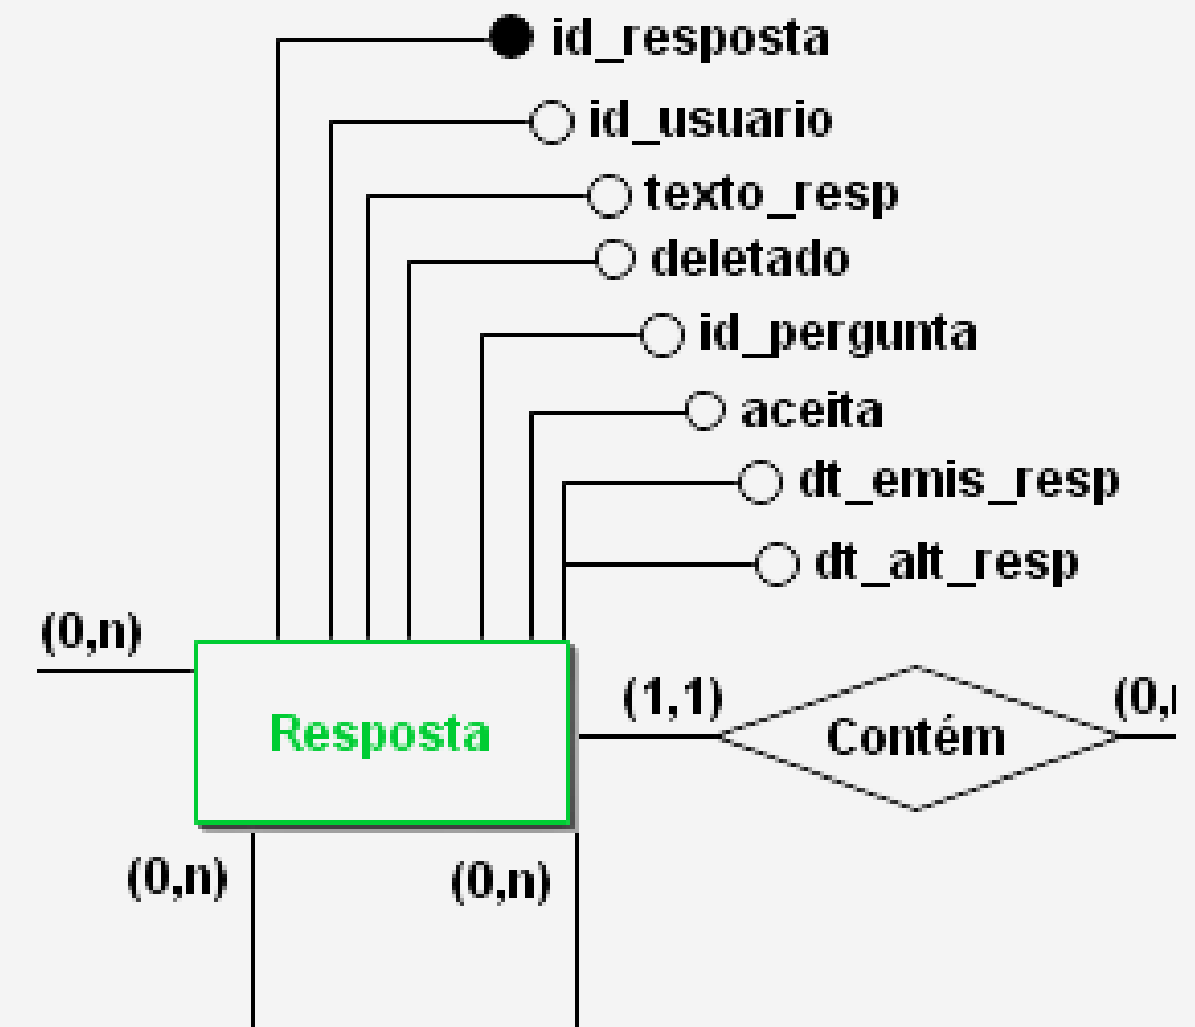 id_resposta
id_usuario
texto_resp
deletado
id_pergunta
aceita
dt_emis_resp
dt_alt_resp
(0,n)
(1,1)
Resposta
Contém
(0,n)
(0,n)